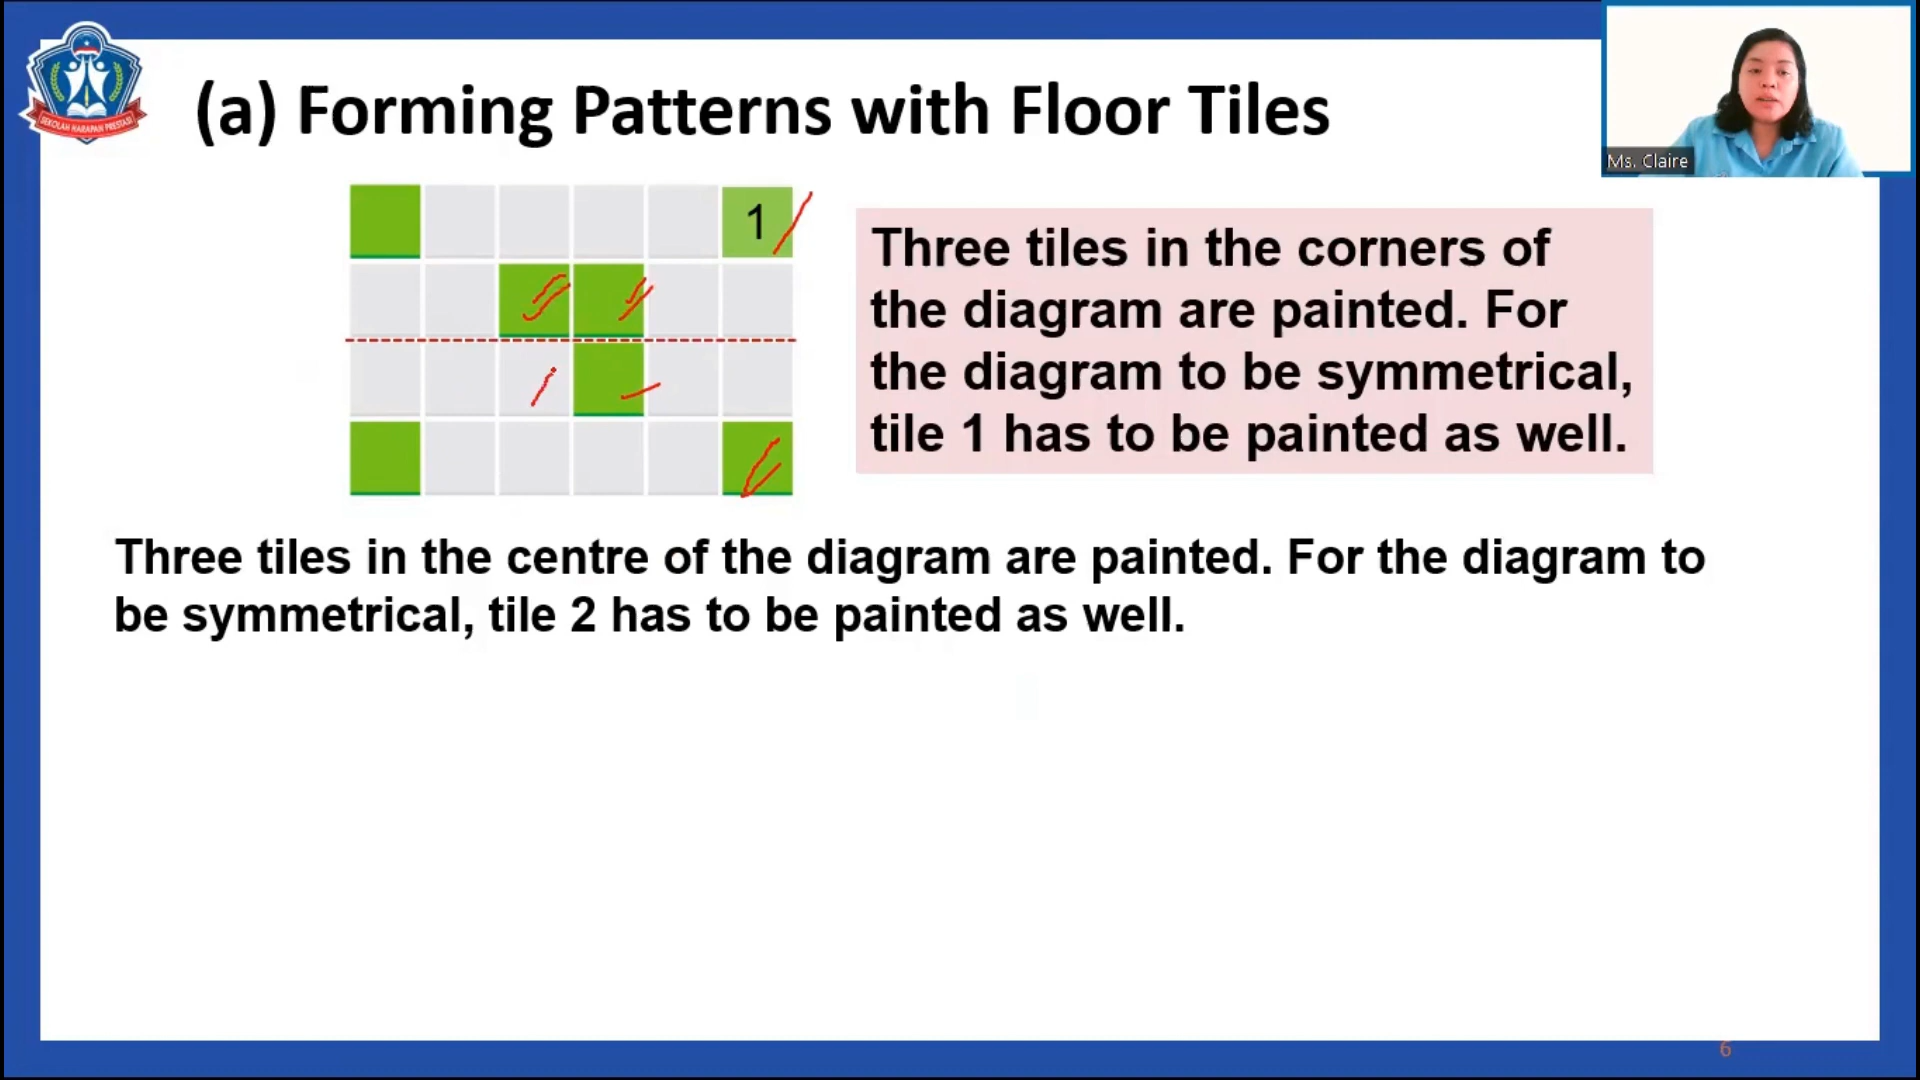 SEKOLAH HARAPAN PRESTASI
(a) Forming Patterns with Floor Tiles
Ms. Claire
1
Three tiles in the corners of
the diagram are painted. For
the diagram to be symmetrical,
tile 1 has to be painted as well.
Three tiles in the centre of the diagram are painted. For the diagram to
be symmetrical, tile 2 has to be painted as well.
6